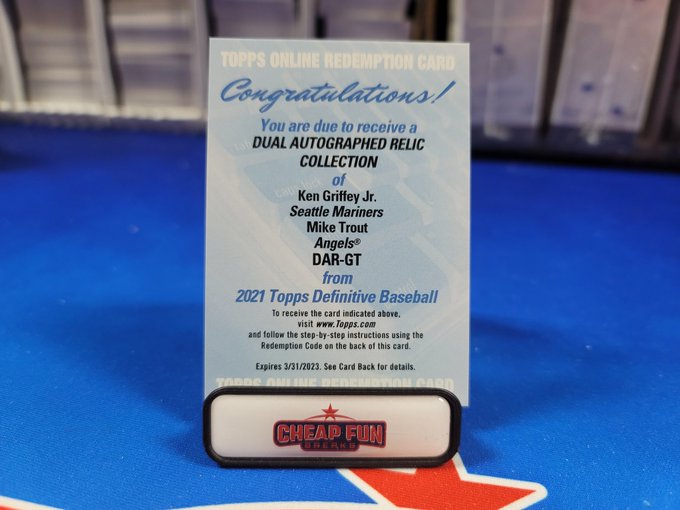 TOPPS ONLINE REDEMPTION CARD
Congratulations!
You are due to receive a
DUAL AUTOGRAPHED RELIC
COLLECTION
of
Ken Griffey Jr.
Seattle Mariners
Mike Trout
Angels®
DAR-GT
from
2021 Topps Definitive Baseball
To receive the card indicated above,
visit www.Topps.com
and follow the step-by-step instructions using the
Redemption Code on the back of this card.
Expires 3/31/2023. See Card Back for details.
TOPPS ONLINE REDEMPTION CARD
CHEAP FUN
BREAKS